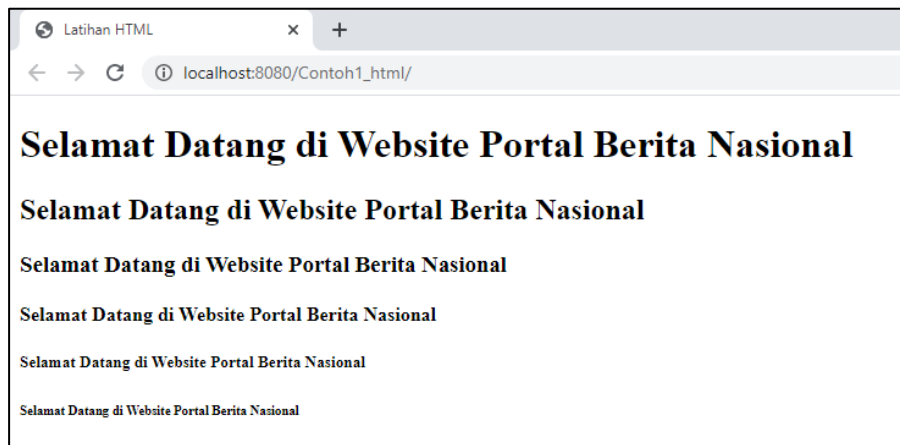 Latihan HTML
localhost:8080/Contoh1_html/
Selamat Datang di Website Portal Berita Nasional
Selamat Datang di Website Portal Berita Nasional
Selamat Datang di Website Portal Berita Nasional
Selamat Datang di Website Portal Berita Nasional
Selamat Datang di Website Portal Berita Nasional
Selamat Datang di Website Portal Berita Nasional